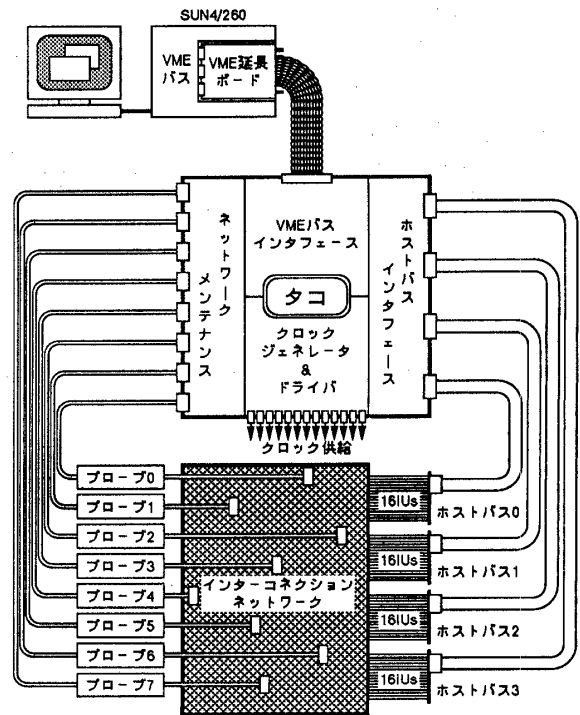 SUN4/260
VME
バス
VME延長
ボード
ネットワーク
メンテナンス
VMEバス
インタフェース
タコ
クロック
ジェネレータ
&
ドライバ
ホストバス
インタフェース
クロック供給
プローブ0
プローブ1
プローブ2
プローブ3
プローブ4
プローブ5
プローブ6
プローブ7
インターコネクション
ネットワーク
16IUs
ホストバス0
16IUs
ホストバス1
16IUs
ホストバス2
16IUs
ホストバス3